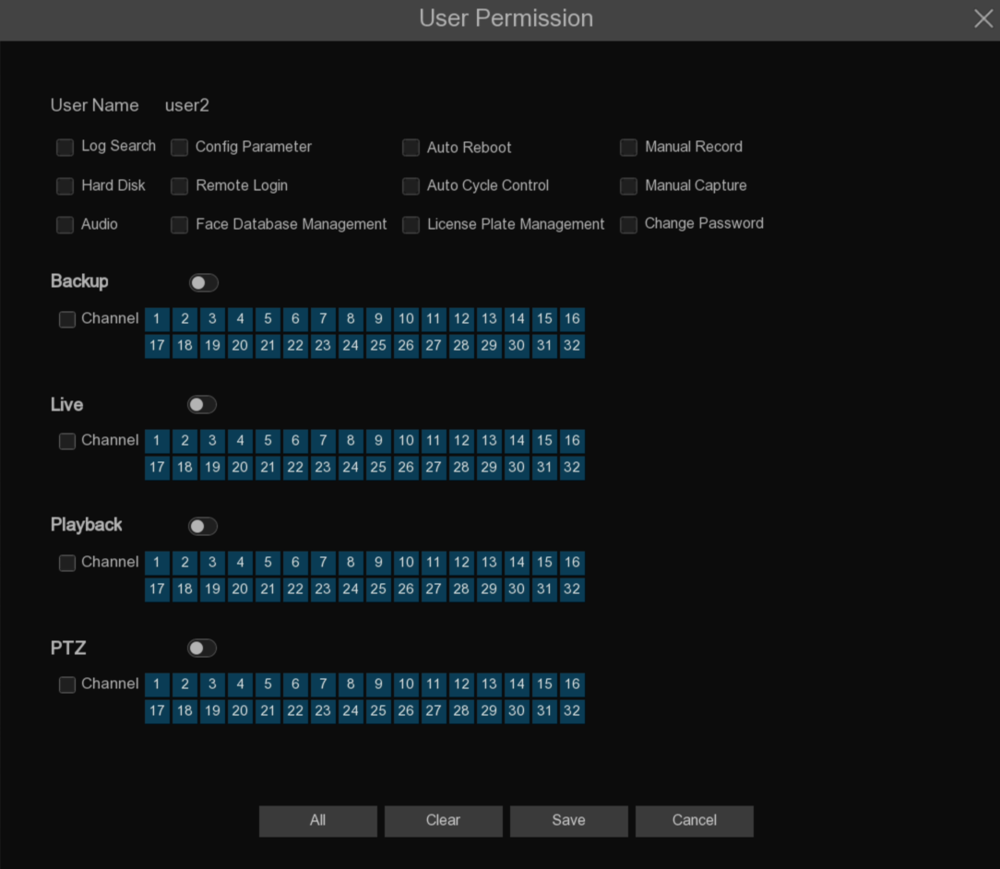 User Permission
User Name user2
Log Search Config Parameter Auto Reboot Manual Record
Hard Disk Remote Login Auto Cycle Control Manual Capture
Audio Face Database Management License Plate Management Change Password
Backup
Channel 1 2 3 4 5 6 7 8 9 10 11 12 13 14 15 16
17 18 19 20 21 22 23 24 25 26 27 28 29 30 31 32
Live
Channel 1 2 3 4 5 6 7 8 9 10 11 12 13 14 15 16
17 18 19 20 21 22 23 24 25 26 27 28 29 30 31 32
Playback
Channel 1 2 3 4 5 6 7 8 9 10 11 12 13 14 15 16
17 18 19 20 21 22 23 24 25 26 27 28 29 30 31 32
PTZ
Channel 1 2 3 4 5 6 7 8 9 10 11 12 13 14 15 16
17 18 19 20 21 22 23 24 25 26 27 28 29 30 31 32
All Clear Save Cancel